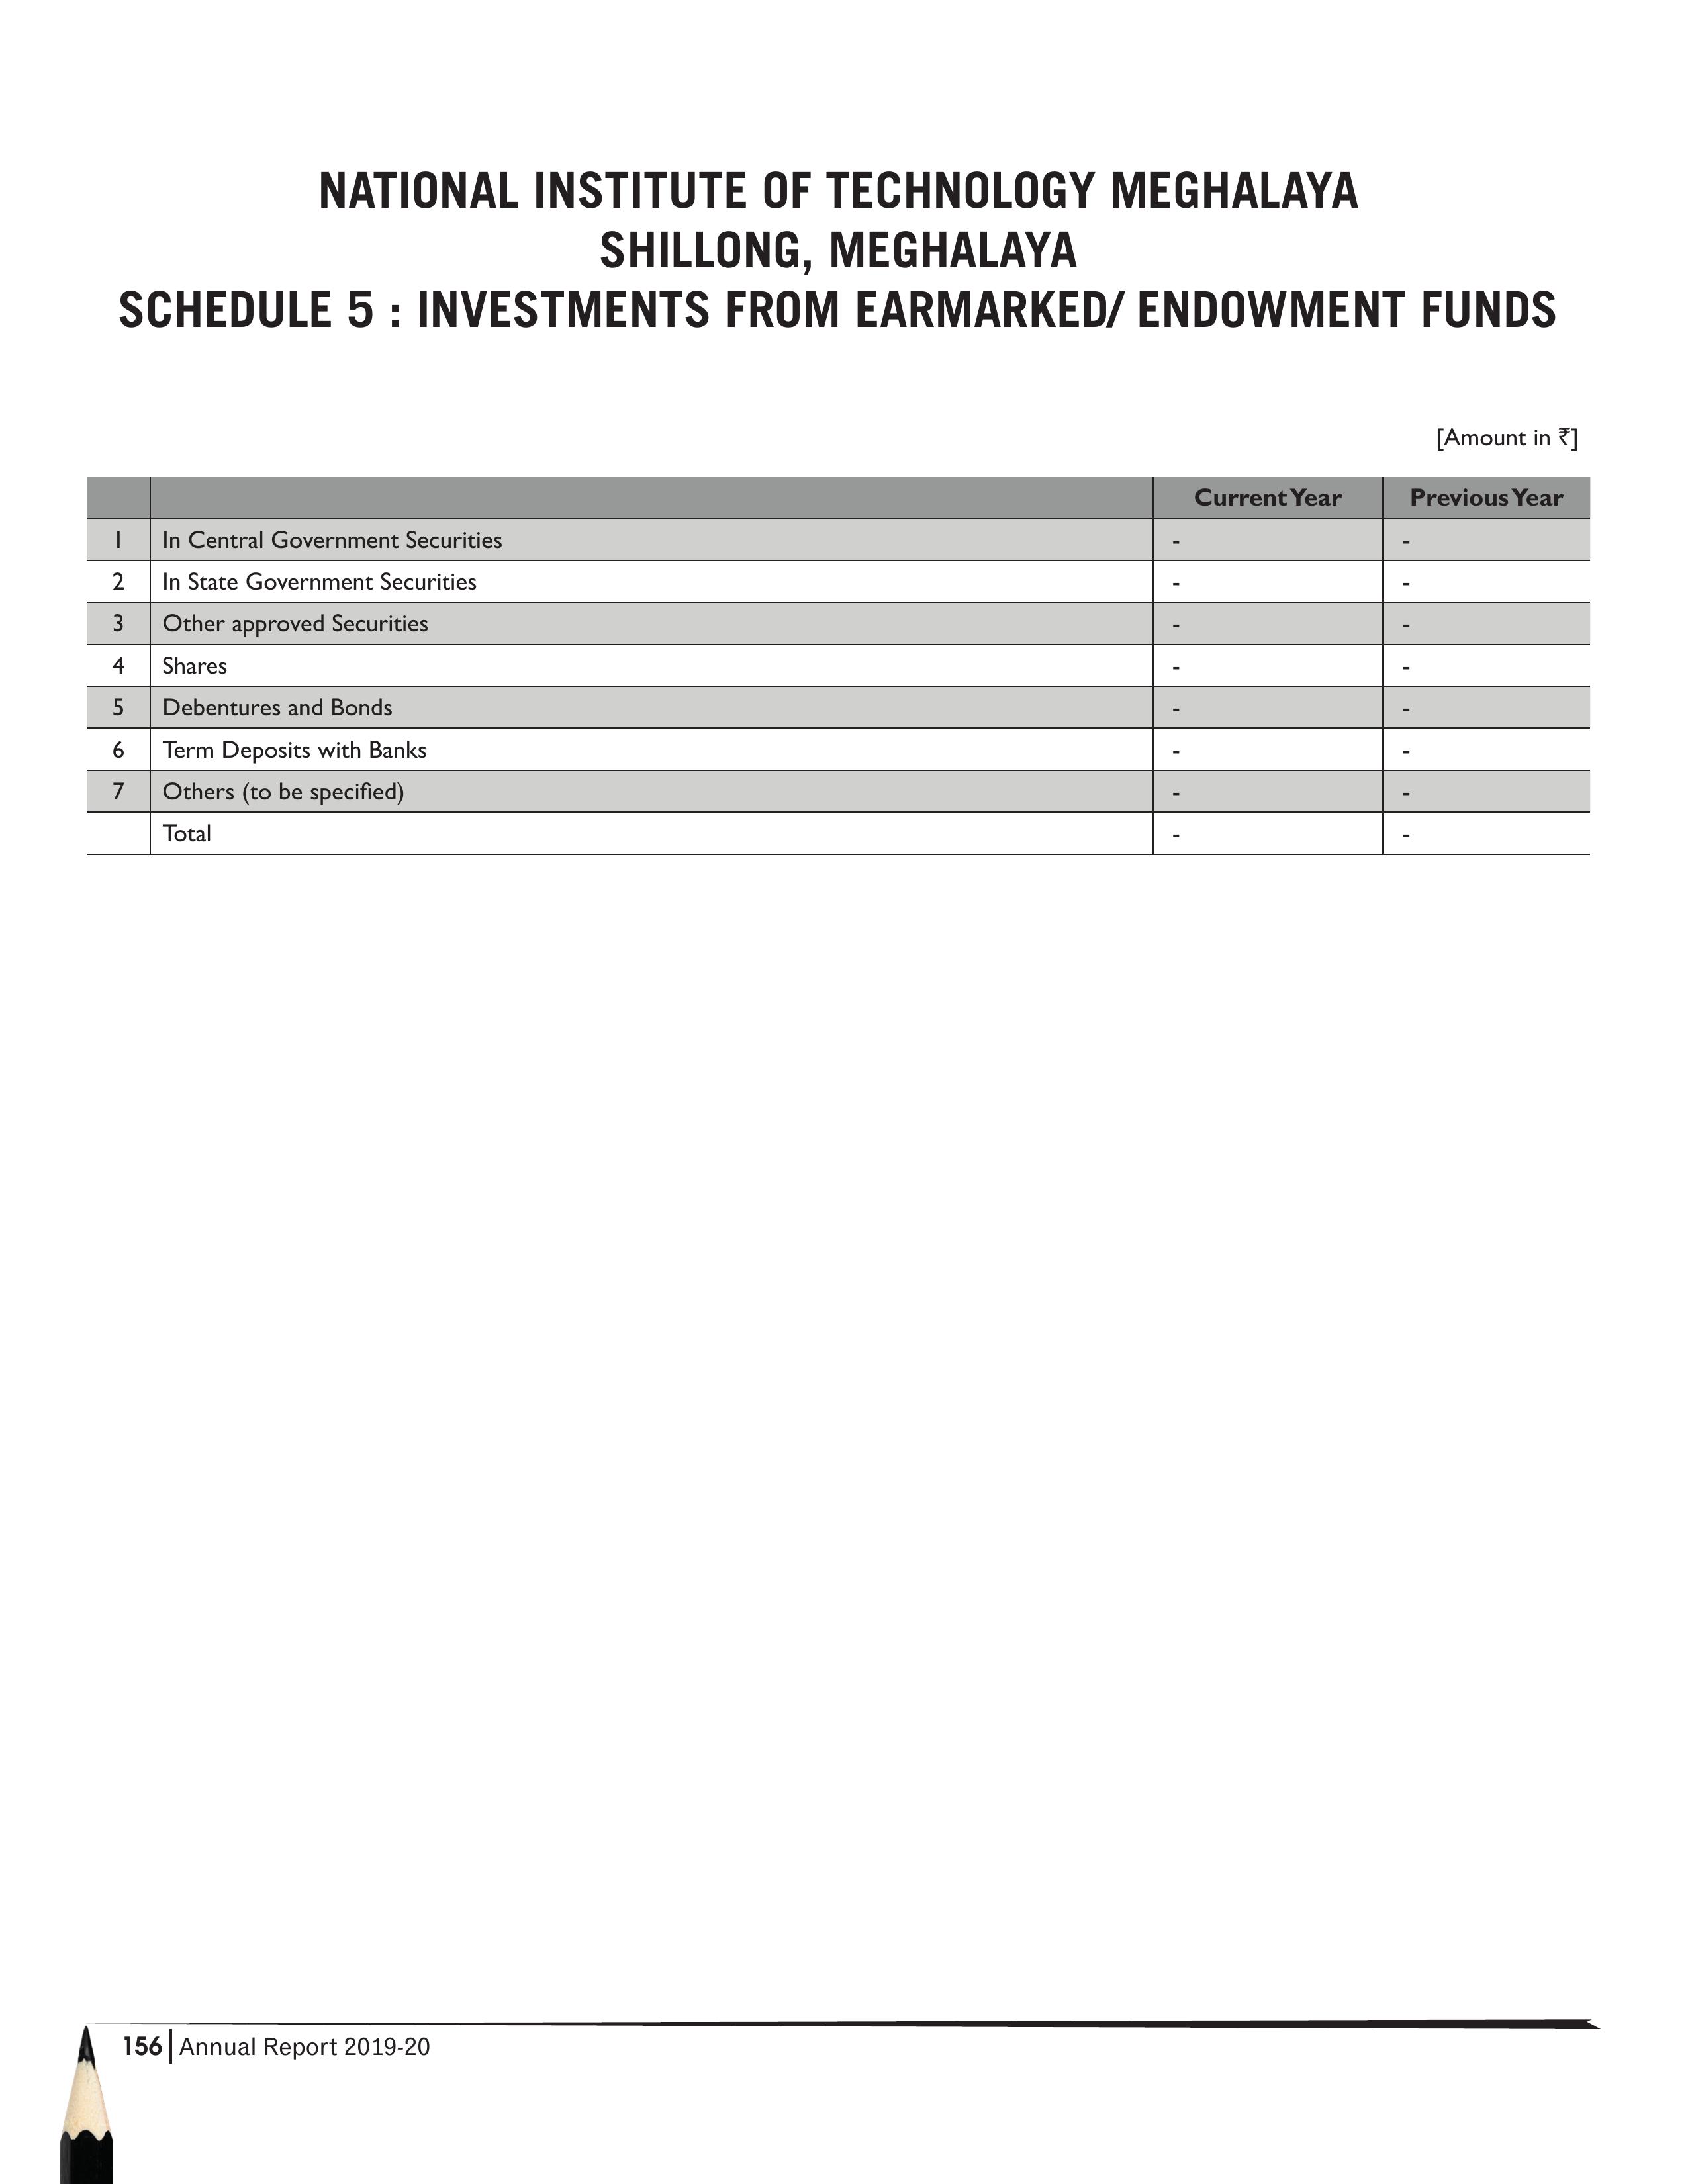 NATIONAL INSTITUTE OF TECHNOLOGY MEGHALAYA
SHILLONG, MEGHALAYA
SCHEDULE 5 : INVESTMENTS FROM EARMARKED/ ENDOWMENT FUNDS
[Amount in ₹]
Current Year Previous Year
1 In Central Government Securities - -
2 In State Government Securities - -
3 Other approved Securities - -
4 Shares - -
5 Debentures and Bonds - -
6 Term Deposits with Banks - -
7 Others (to be specified) - -
Total - -
156 | Annual Report 2019-20